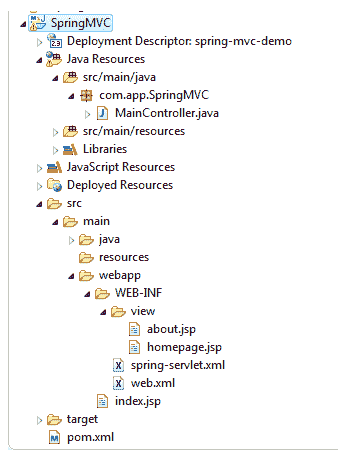 SpringMVC
Deployment Descriptor: spring-mvc-demo
Java Resources
src/main/java
com.app.SpringMVC
MainController.java
src/main/resources
Libraries
JavaScript Resources
Deployed Resources
src
main
java
resources
webapp
WEB-INF
view
about.jsp
homepage.jsp
spring-servlet.xml
web.xml
index.jsp
target
pom.xml